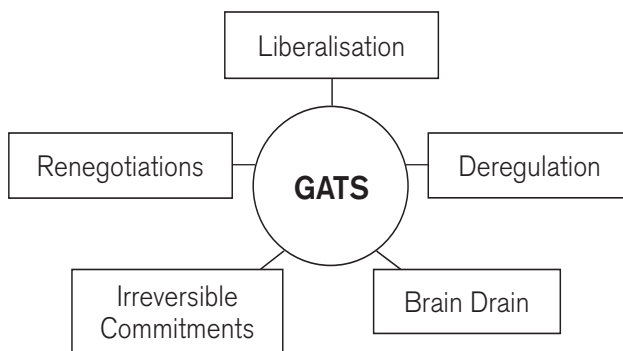 Liberalisation
Renegotiations
GATS
Deregulation
Irreversible
Commitments
Brain Drain